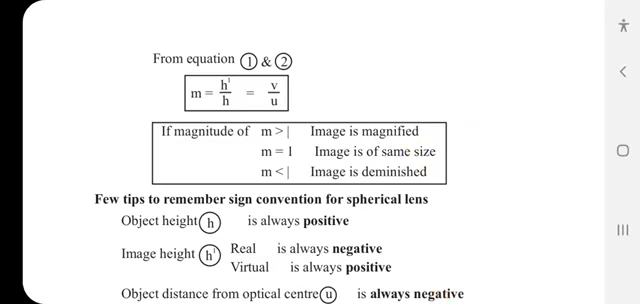 From equation 1 & 2
m = h' / h = v / u
If magnitude of m > | Image is magnified
m = 1 Image is of same size
m < | Image is deminished
Few tips to remember sign convention for spherical lens
Object height h is always positive
Image height h' Real is always negative
Virtual is always positive
Object distance from optical centre u is always negative